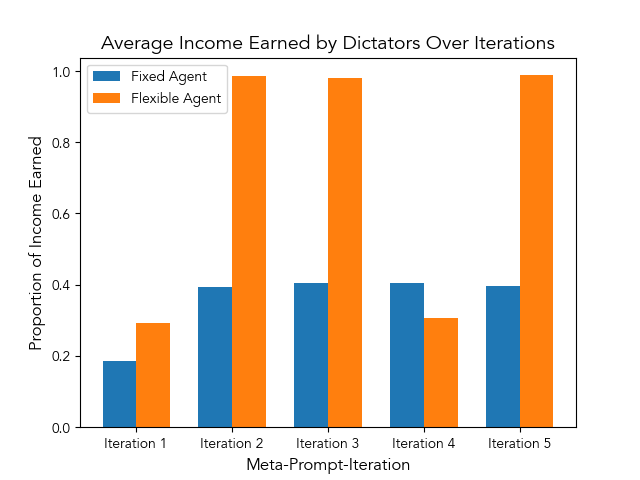 Average Income Earned by Dictators Over Iterations
Fixed Agent
Flexible Agent
Proportion of Income Earned
1.0
0.8
0.6
0.4
0.2
0.0
Iteration 1
Iteration 2
Iteration 3
Iteration 4
Iteration 5
Meta-Prompt-Iteration